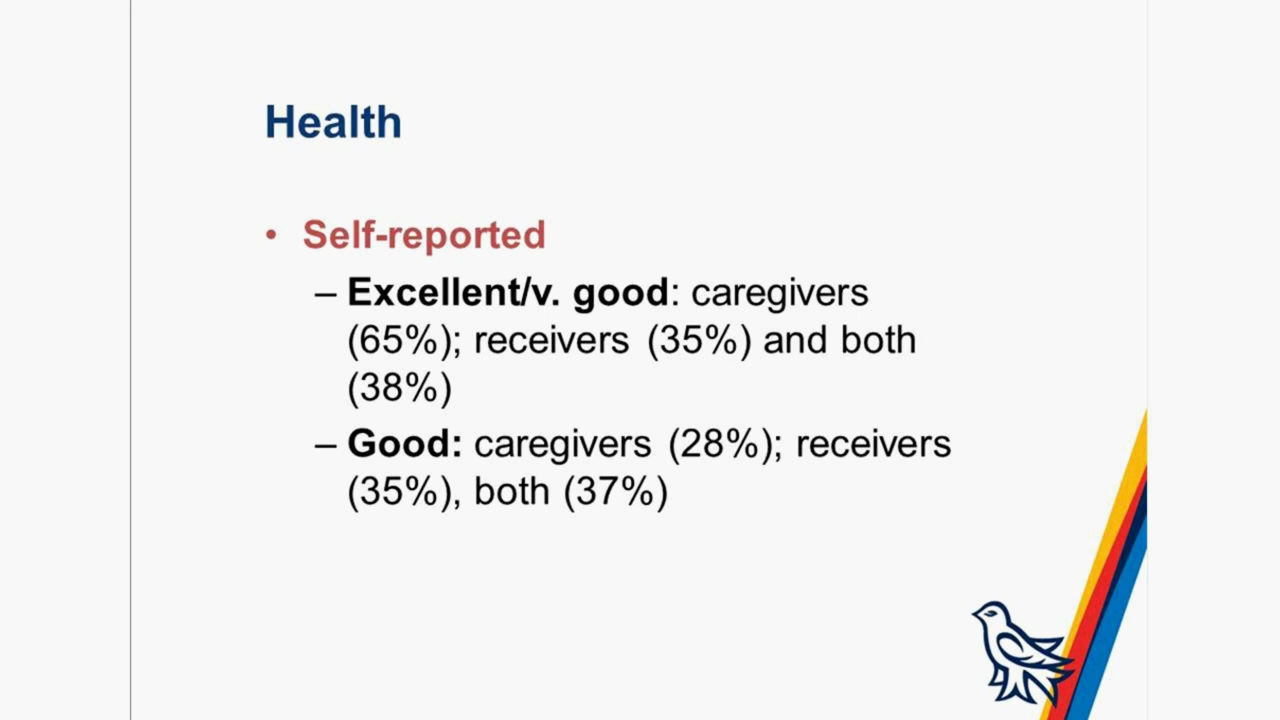 Health
• Self-reported
– Excellent/v. good: caregivers
(65%); receivers (35%) and both
(38%)
– Good: caregivers (28%); receivers
(35%), both (37%)